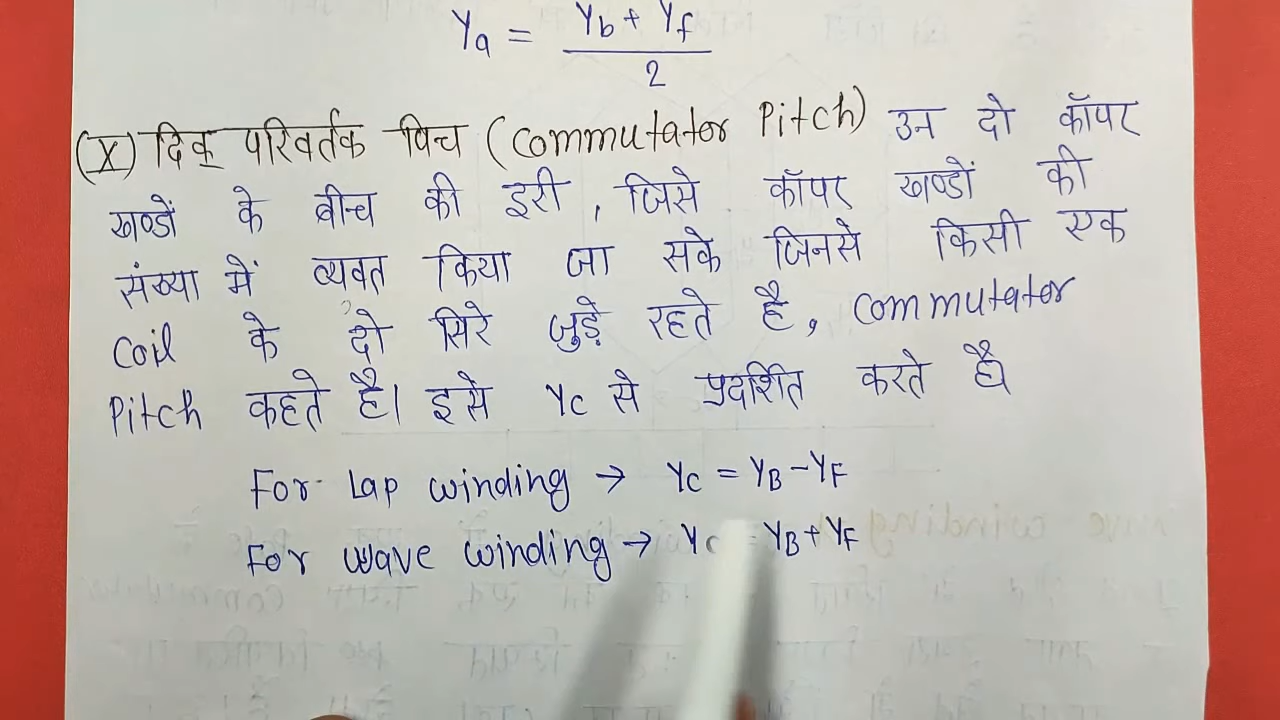 Ya = Yb + Yf / 2
(X) दिक् परिवर्तक पिच (Commutator Pitch) उन दो कॉपर
खण्डों के बीच की दूरी, जिसे कॉपर खण्डों की
संख्या में व्यक्त किया जा सके जिनसे किसी एक
Coil के दो सिरे जुड़े रहते है, Commutator
Pitch कहते है। इसे Yc से प्रदर्शित करते है।
For Lap winding → Yc = YB - YF
For wave winding → Yc = YB + YF